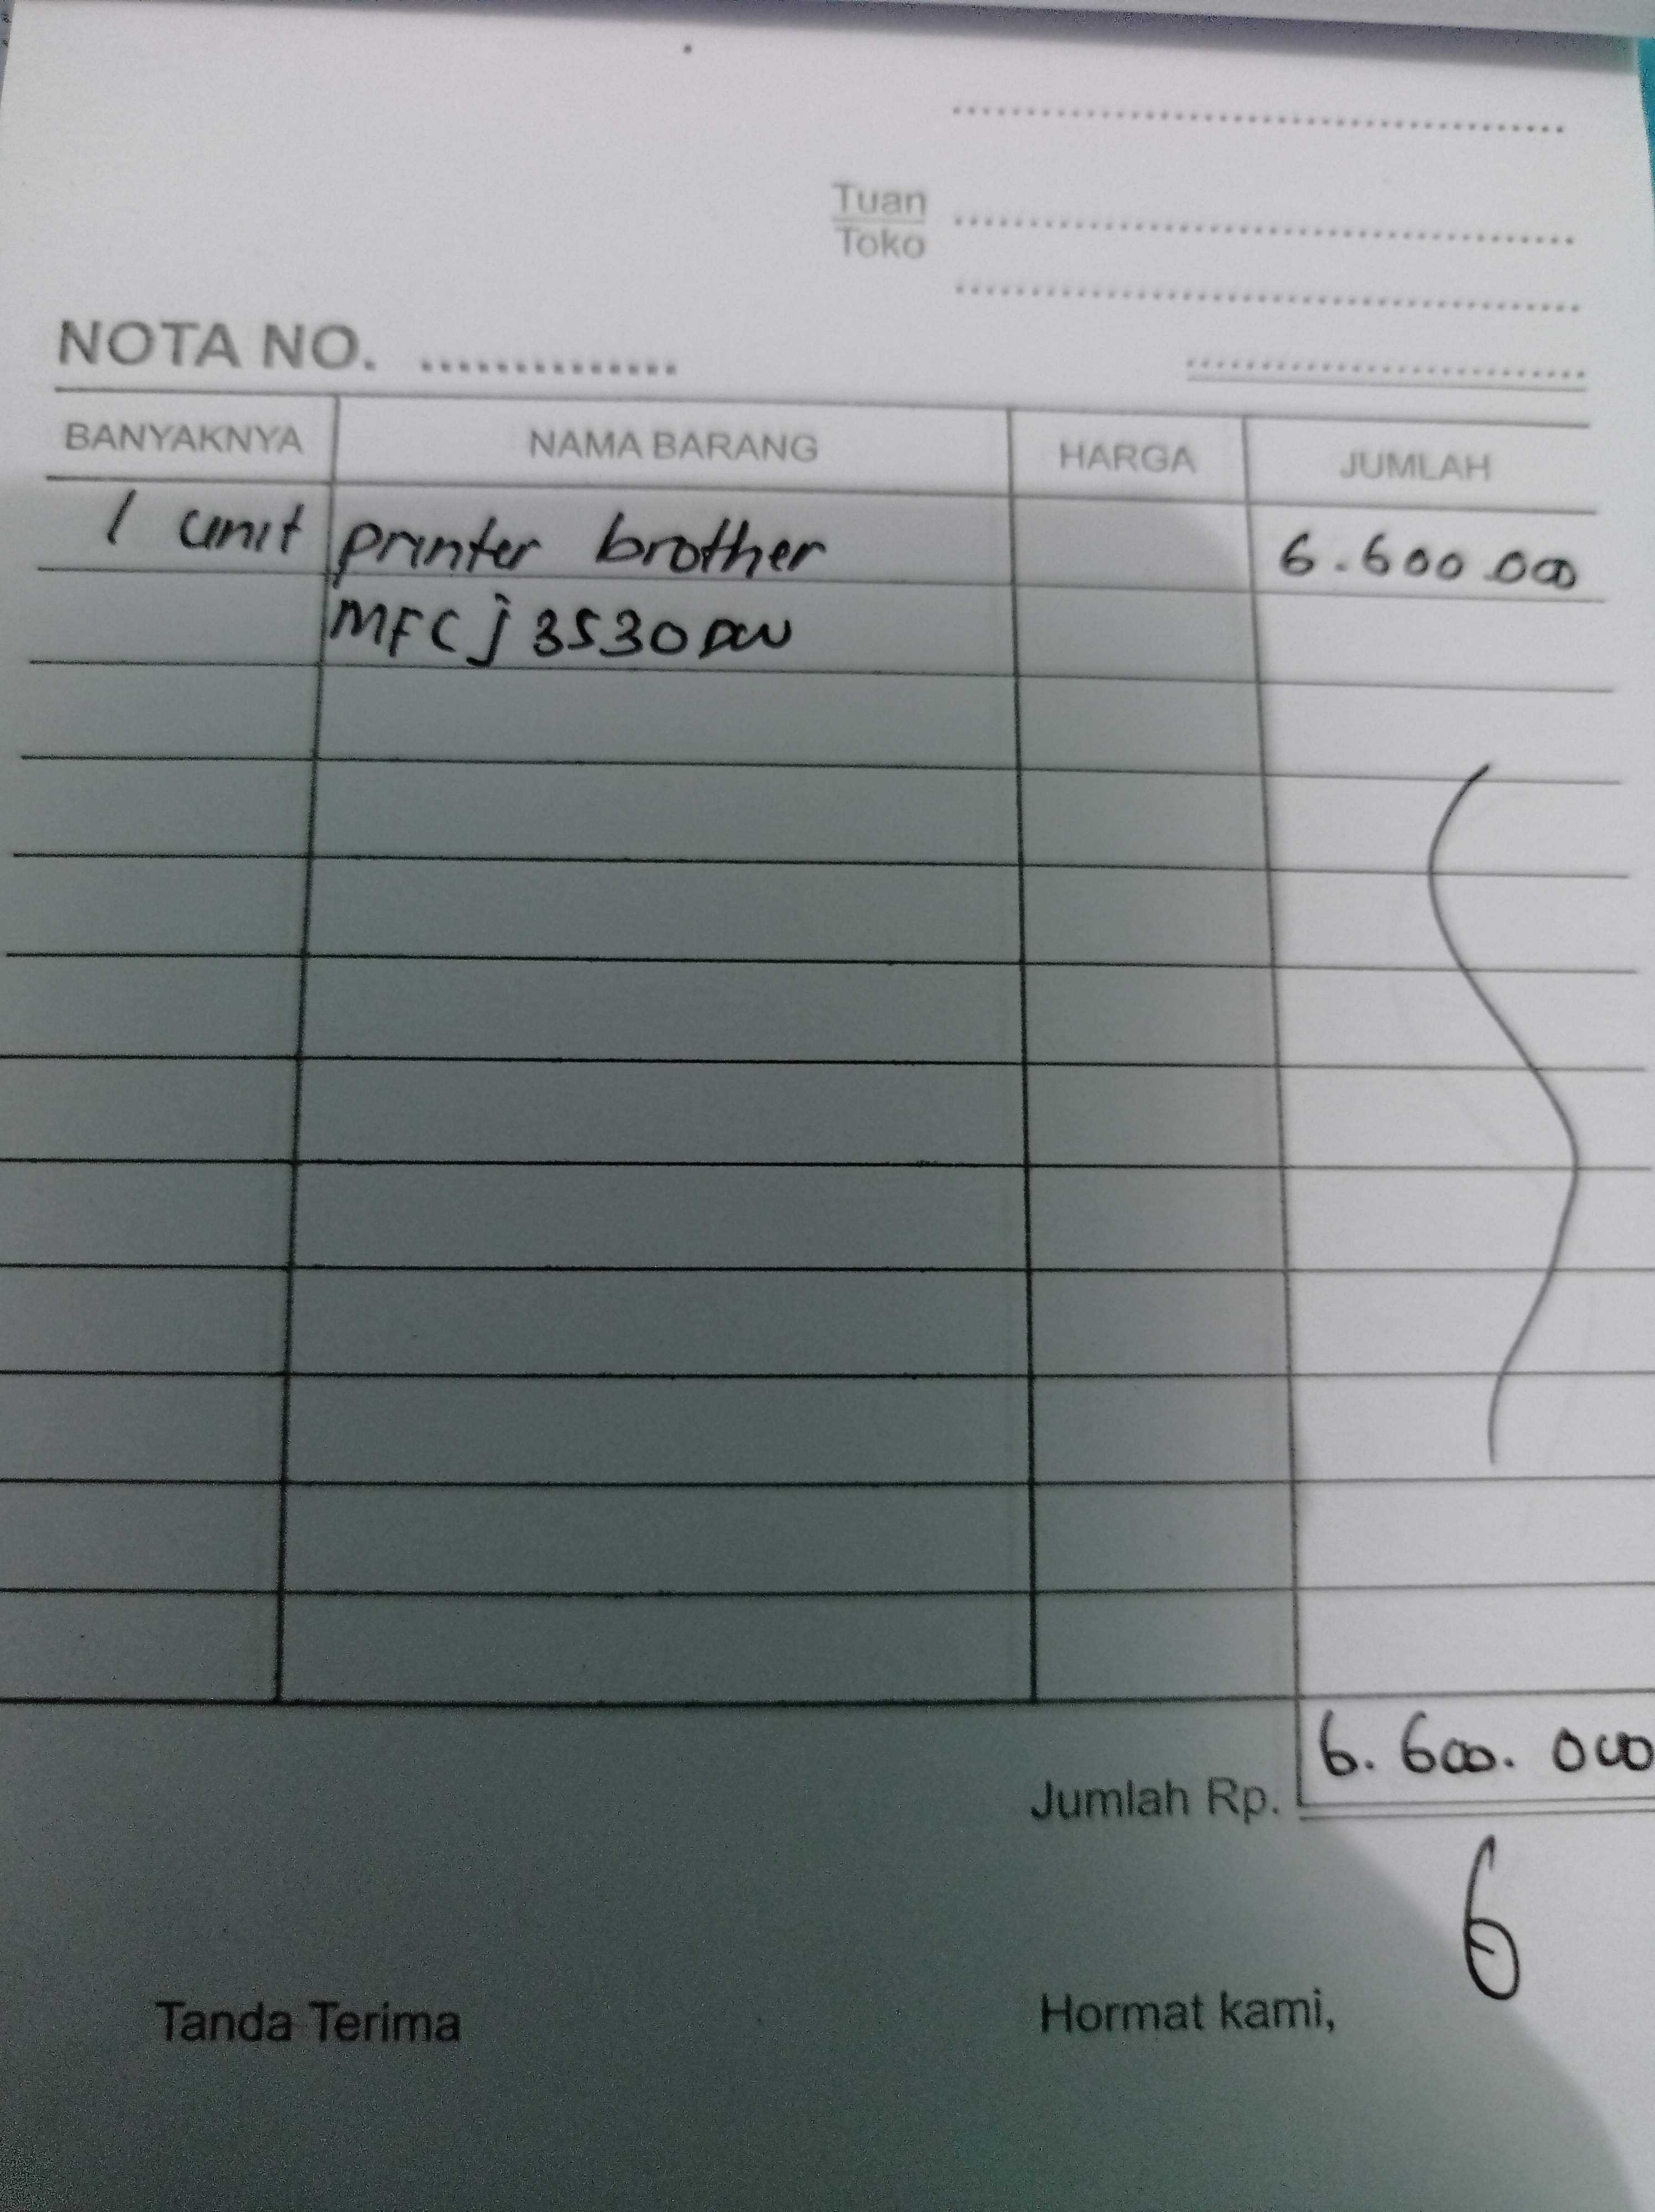 Tuan
Toko
NOTA NO.
BANYAKNYA NAMA BARANG HARGA JUMLAH
1 unit printer brother 6.600.000
MFC j 3530 DW
Jumlah Rp. 6.600.000
6
Tanda Terima Hormat kami,